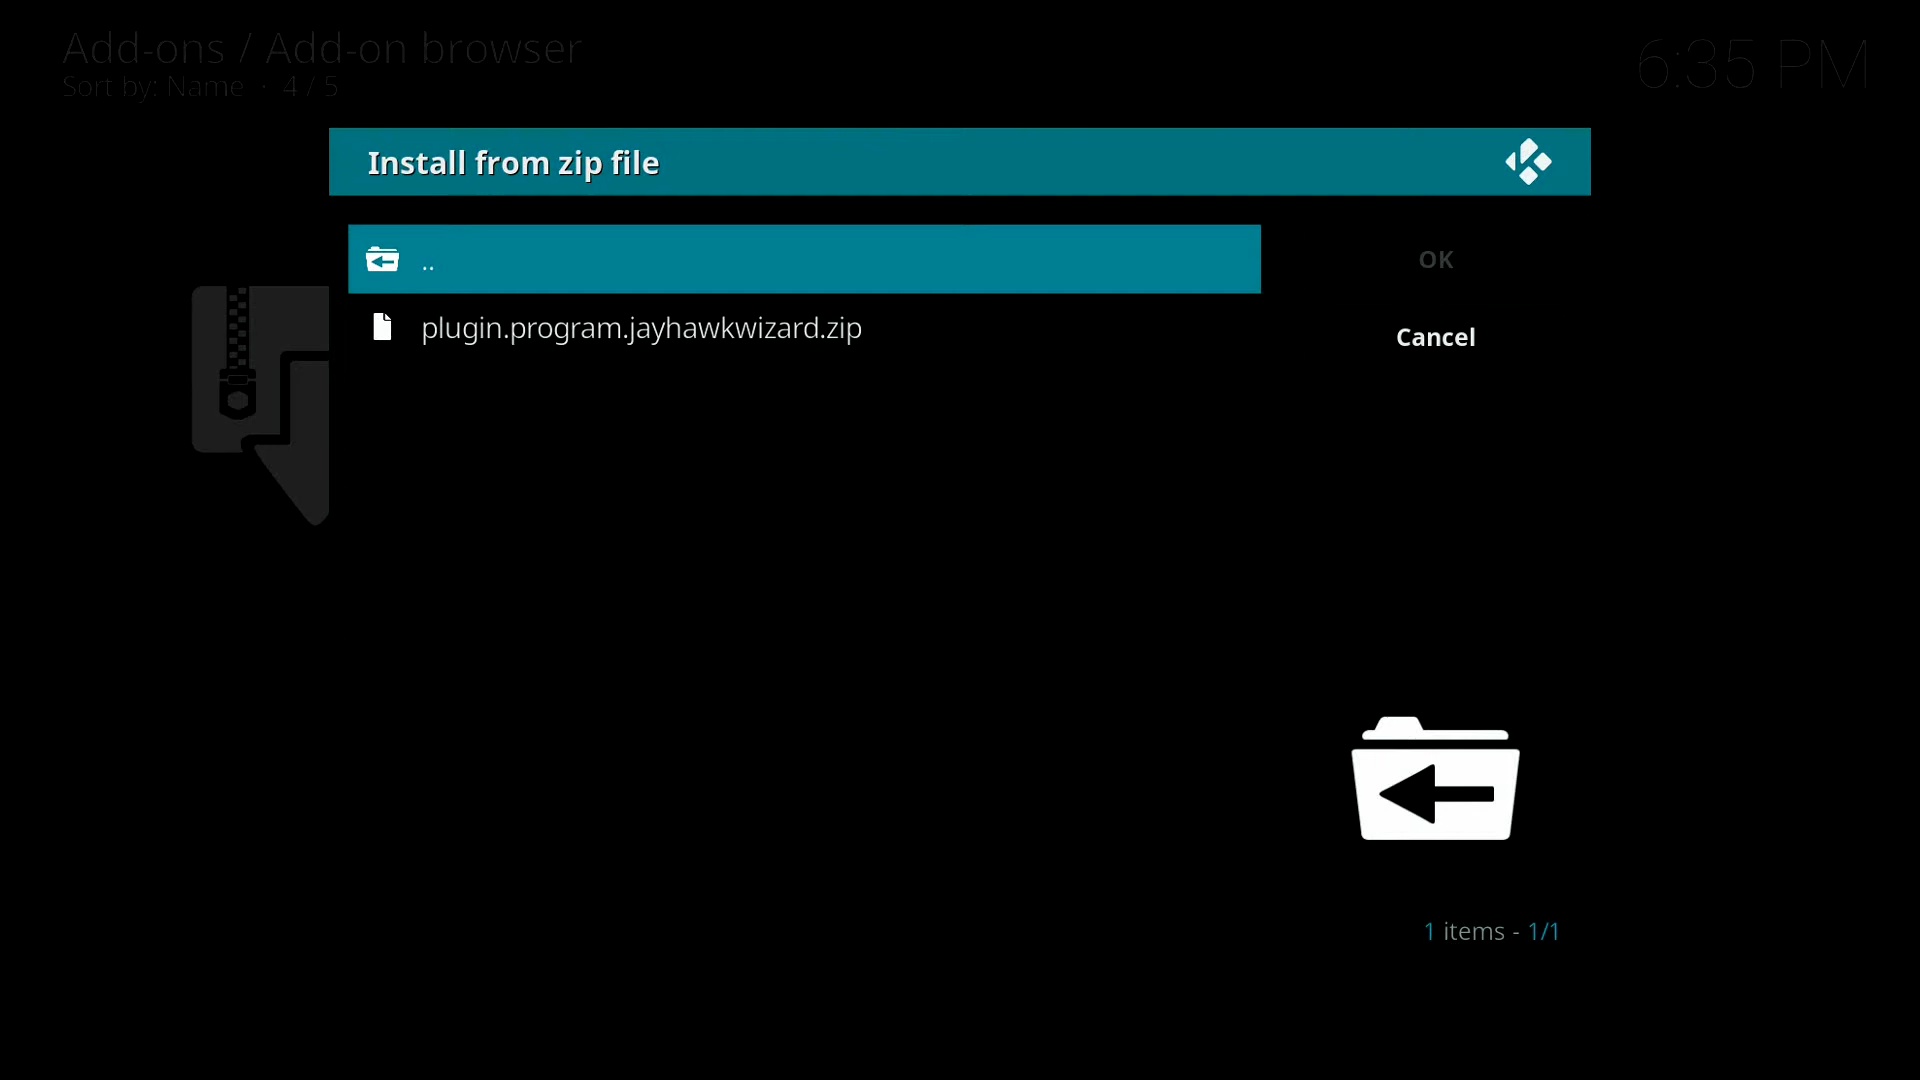 Add-ons / Add-on browser
Sort by: Name · 4 / 5
6:35 PM
Install from zip file
..
OK
plugin.program.jayhawkwizard.zip
Cancel
1 items - 1/1